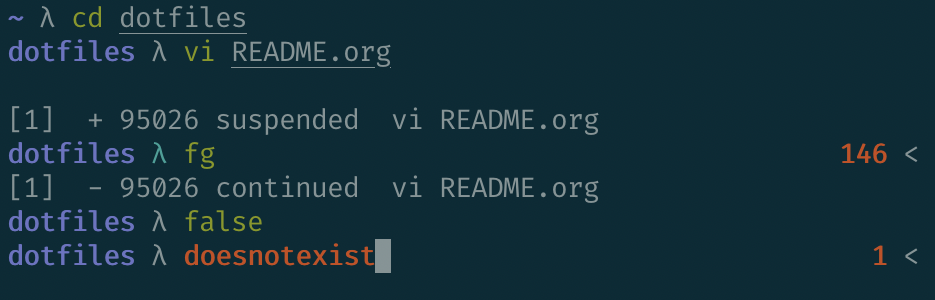 ~ λ cd dotfiles
dotfiles λ vi README.org
[1]  + 95026 suspended  vi README.org
dotfiles λ fg 146 <
[1]  - 95026 continued  vi README.org
dotfiles λ false
dotfiles λ doesnotexist 1 <